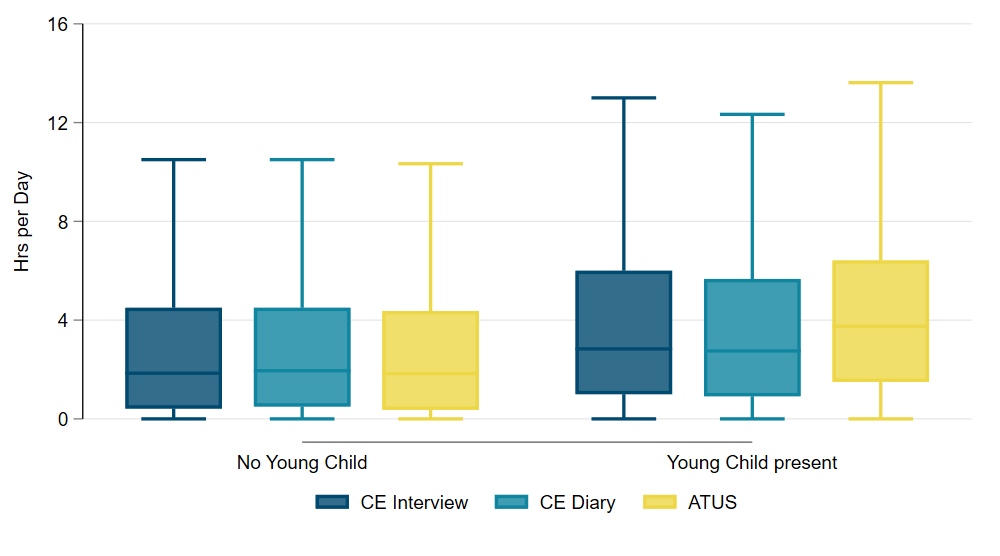 16
12
8
4
0
Hrs per Day
No Young Child
Young Child present
CE Interview
CE Diary
ATUS